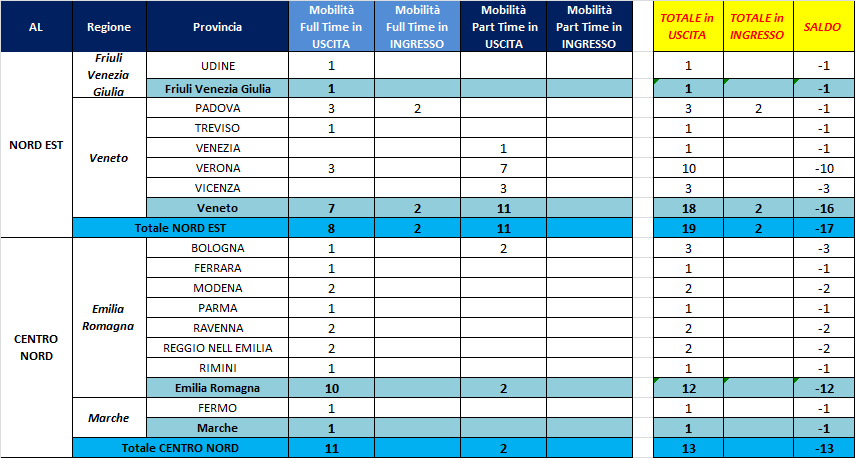 AL Regione Provincia Mobilità Full Time in USCITA Mobilità Full Time in INGRESSO Mobilità Part Time in USCITA Mobilità Part Time in INGRESSO TOTALE in USCITA TOTALE in INGRESSO SALDO
NORD EST Friuli Venezia Giulia UDINE 1 1 -1
Friuli Venezia Giulia 1 1 -1
Veneto PADOVA 3 2 3 2 -1
TREVISO 1 1 -1
VENEZIA 1 1 -1
VERONA 3 7 10 -10
VICENZA 3 3 -3
Veneto 7 2 11 18 2 -16
Totale NORD EST 8 2 11 19 2 -17
CENTRO NORD Emilia Romagna BOLOGNA 1 2 3 -3
FERRARA 1 1 -1
MODENA 2 2 -2
PARMA 1 1 -1
RAVENNA 2 2 -2
REGGIO NELL EMILIA 2 2 -2
RIMINI 1 1 -1
Emilia Romagna 10 2 12 -12
Marche FERMO 1 1 -1
Marche 1 1 -1
Totale CENTRO NORD 11 2 13 -13